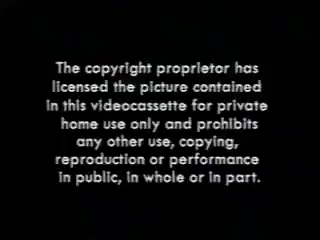 The copyright proprietor has
licensed the picture contained
in this videocassette for private
home use only and prohibits
any other use, copying,
reproduction or performance
in public, in whole or in part.